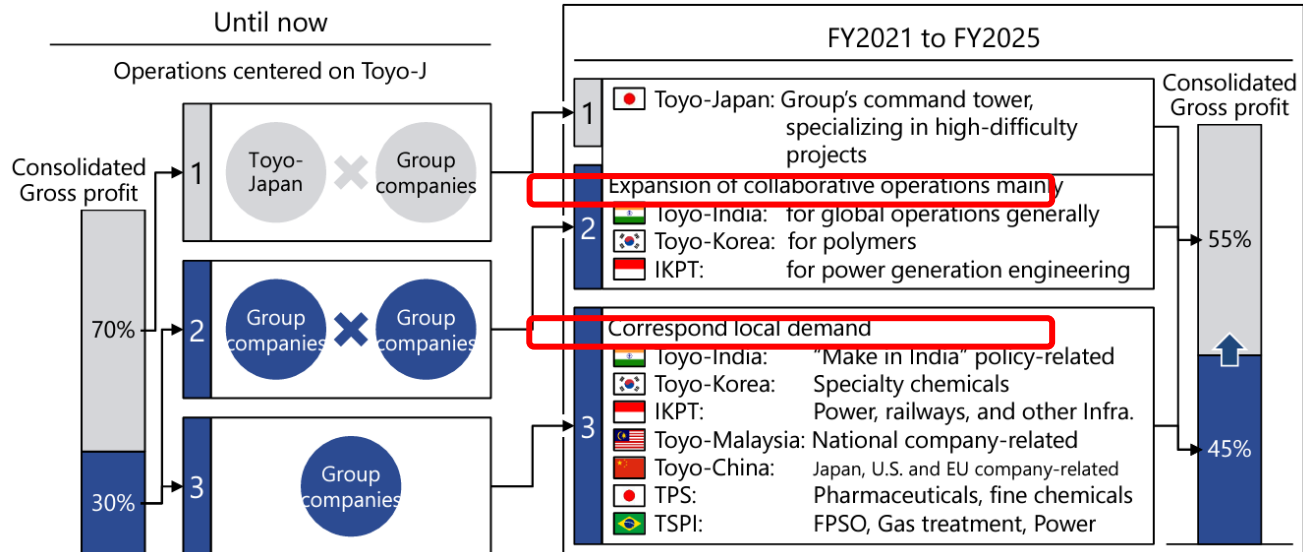 Until now
Operations centered on Toyo-J
Consolidated
Gross profit
70%
30%
1
Toyo-
Japan
Group
companies
2
Group
companies
Group
companies
3
Group
companies
FY2021 to FY2025
1
Toyo-Japan: Group's command tower,
specializing in high-difficulty
projects
2
Expansion of collaborative operations mainly
Toyo-India: for global operations generally
Toyo-Korea: for polymers
IKPT: for power generation engineering
3
Correspond local demand
Toyo-India: "Make in India" policy-related
Toyo-Korea: Specialty chemicals
IKPT: Power, railways, and other Infra.
Toyo-Malaysia: National company-related
Toyo-China: Japan, U.S. and EU company-related
TPS: Pharmaceuticals, fine chemicals
TSPI: FPSO, Gas treatment, Power
Consolidated
Gross profit
55%
45%